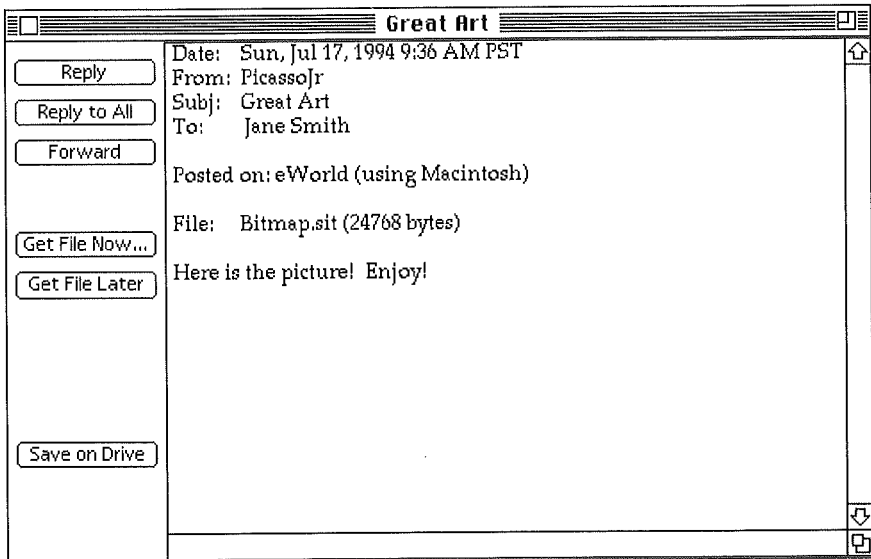 Great Art
Reply
Reply to All
Forward
Get File Now...
Get File Later
Save on Drive
Date: Sun, Jul 17, 1994 9:36 AM PST
From: PicassoJr
Subj: Great Art
To: Jane Smith
Posted on: eWorld (using Macintosh)
File: Bitmap.sit (24768 bytes)
Here is the picture! Enjoy!